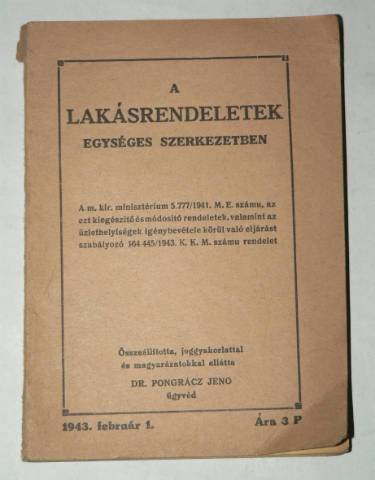 A
LAKÁSRENDELETEK
EGYSÉGES SZERKEZETBEN
A m. kir. minisztérium 5.777/1941. M. E. számu, az
ezt kiegészitő és módositó rendeletek, valamint az
üzlethelyiségek igénybevétele körül való eljárást
szabályozó 164.445/1943. K. K. M. számu rendelet
Összeállitotta, joggyakorlattal
és magyarázatokkal ellátta
DR. PONGRÁCZ JENO
ügyvéd
1943. február 1.
Ára 3 P